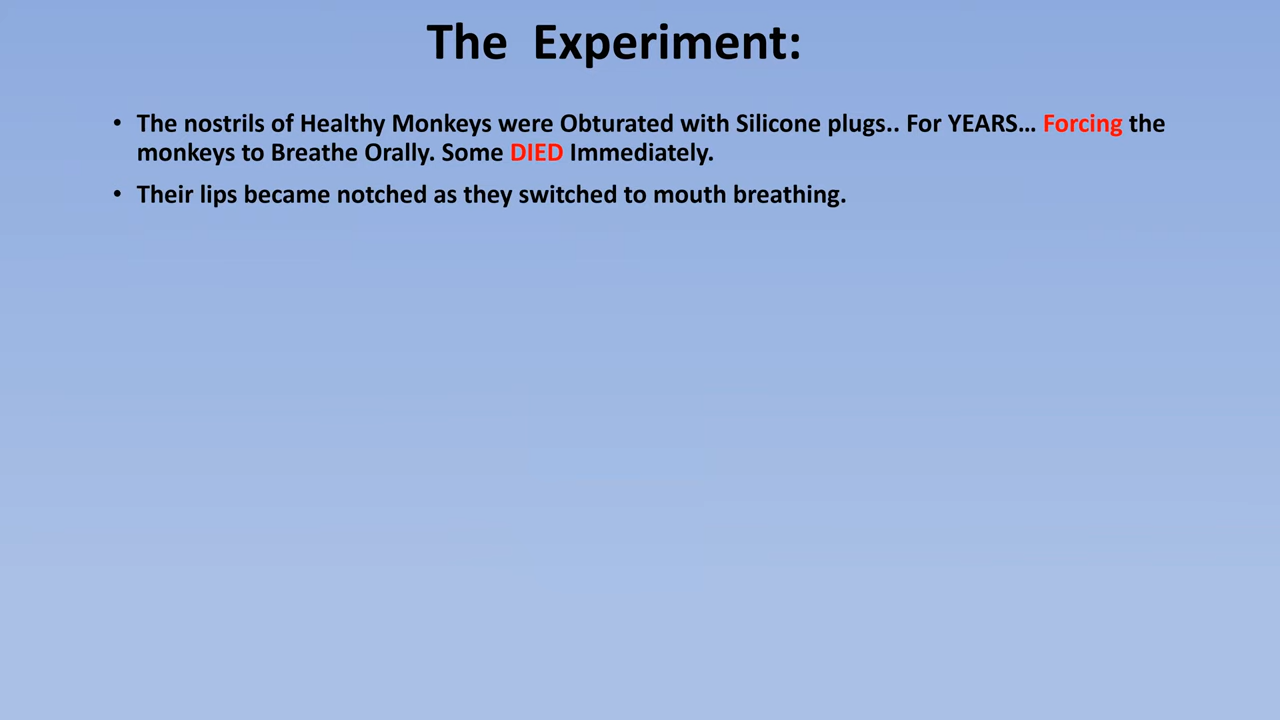 The  Experiment:
• The nostrils of Healthy Monkeys were Obturated with Silicone plugs.. For YEARS... Forcing the
monkeys to Breathe Orally. Some DIED Immediately.
• Their lips became notched as they switched to mouth breathing.